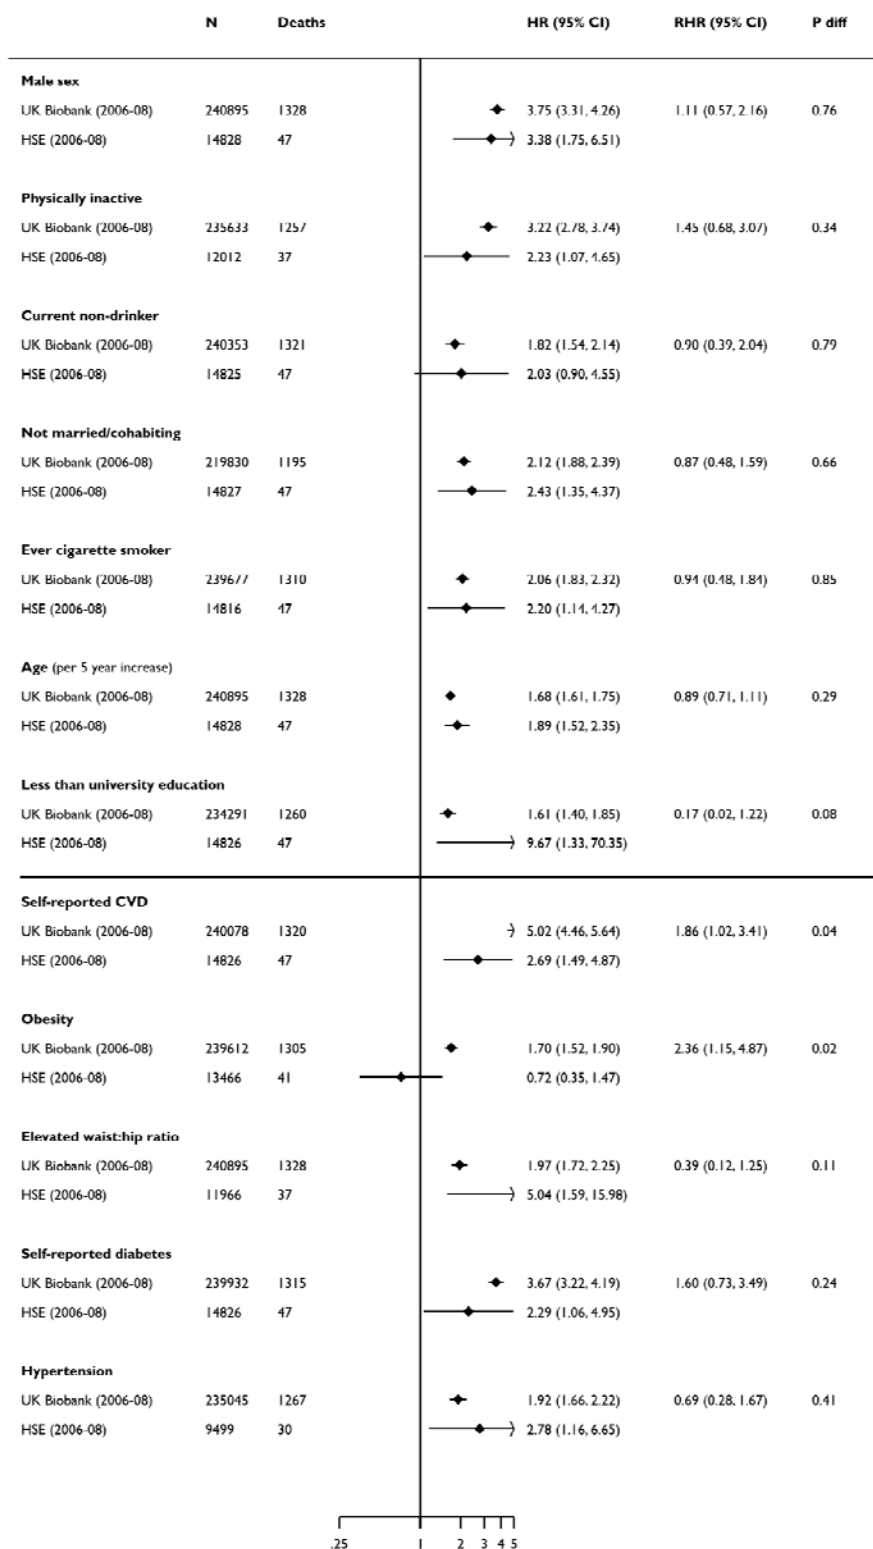 N Deaths HR (95% CI) RHR (95% CI) P diff
Male sex
UK Biobank (2006-08) 240895 1328 3.75 (3.31, 4.26) 1.11 (0.57, 2.16) 0.76
HSE (2006-08) 14828 47 3.38 (1.75, 6.51)
Physically inactive
UK Biobank (2006-08) 235633 1257 3.22 (2.78, 3.74) 1.45 (0.68, 3.07) 0.34
HSE (2006-08) 12012 37 2.23 (1.07, 4.65)
Current non-drinker
UK Biobank (2006-08) 240353 1321 1.82 (1.54, 2.14) 0.90 (0.39, 2.04) 0.79
HSE (2006-08) 14825 47 2.03 (0.90, 4.55)
Not married/cohabiting
UK Biobank (2006-08) 219830 1195 2.12 (1.88, 2.39) 0.87 (0.48, 1.59) 0.66
HSE (2006-08) 14827 47 2.43 (1.35, 4.37)
Ever cigarette smoker
UK Biobank (2006-08) 239677 1310 2.06 (1.83, 2.32) 0.94 (0.48, 1.84) 0.85
HSE (2006-08) 14816 47 2.20 (1.14, 4.27)
Age (per 5 year increase)
UK Biobank (2006-08) 240895 1328 1.68 (1.61, 1.75) 0.89 (0.71, 1.11) 0.29
HSE (2006-08) 14828 47 1.89 (1.52, 2.35)
Less than university education
UK Biobank (2006-08) 234291 1260 1.61 (1.40, 1.85) 0.17 (0.02, 1.22) 0.08
HSE (2006-08) 14826 47 9.67 (1.33, 70.35)
Self-reported CVD
UK Biobank (2006-08) 240078 1320 5.02 (4.46, 5.64) 1.86 (1.02, 3.41) 0.04
HSE (2006-08) 14826 47 2.69 (1.49, 4.87)
Obesity
UK Biobank (2006-08) 239612 1305 1.70 (1.52, 1.90) 2.36 (1.15, 4.87) 0.02
HSE (2006-08) 13466 41 0.72 (0.35, 1.47)
Elevated waist:hip ratio
UK Biobank (2006-08) 240895 1328 1.97 (1.72, 2.25) 0.39 (0.12, 1.25) 0.11
HSE (2006-08) 11966 37 5.04 (1.59, 15.98)
Self-reported diabetes
UK Biobank (2006-08) 239932 1315 3.67 (3.22, 4.19) 1.60 (0.73, 3.49) 0.24
HSE (2006-08) 14826 47 2.29 (1.06, 4.95)
Hypertension
UK Biobank (2006-08) 235045 1267 1.92 (1.66, 2.22) 0.69 (0.28, 1.67) 0.41
HSE (2006-08) 9499 30 2.78 (1.16, 6.65)
.25 1 2 3 4 5